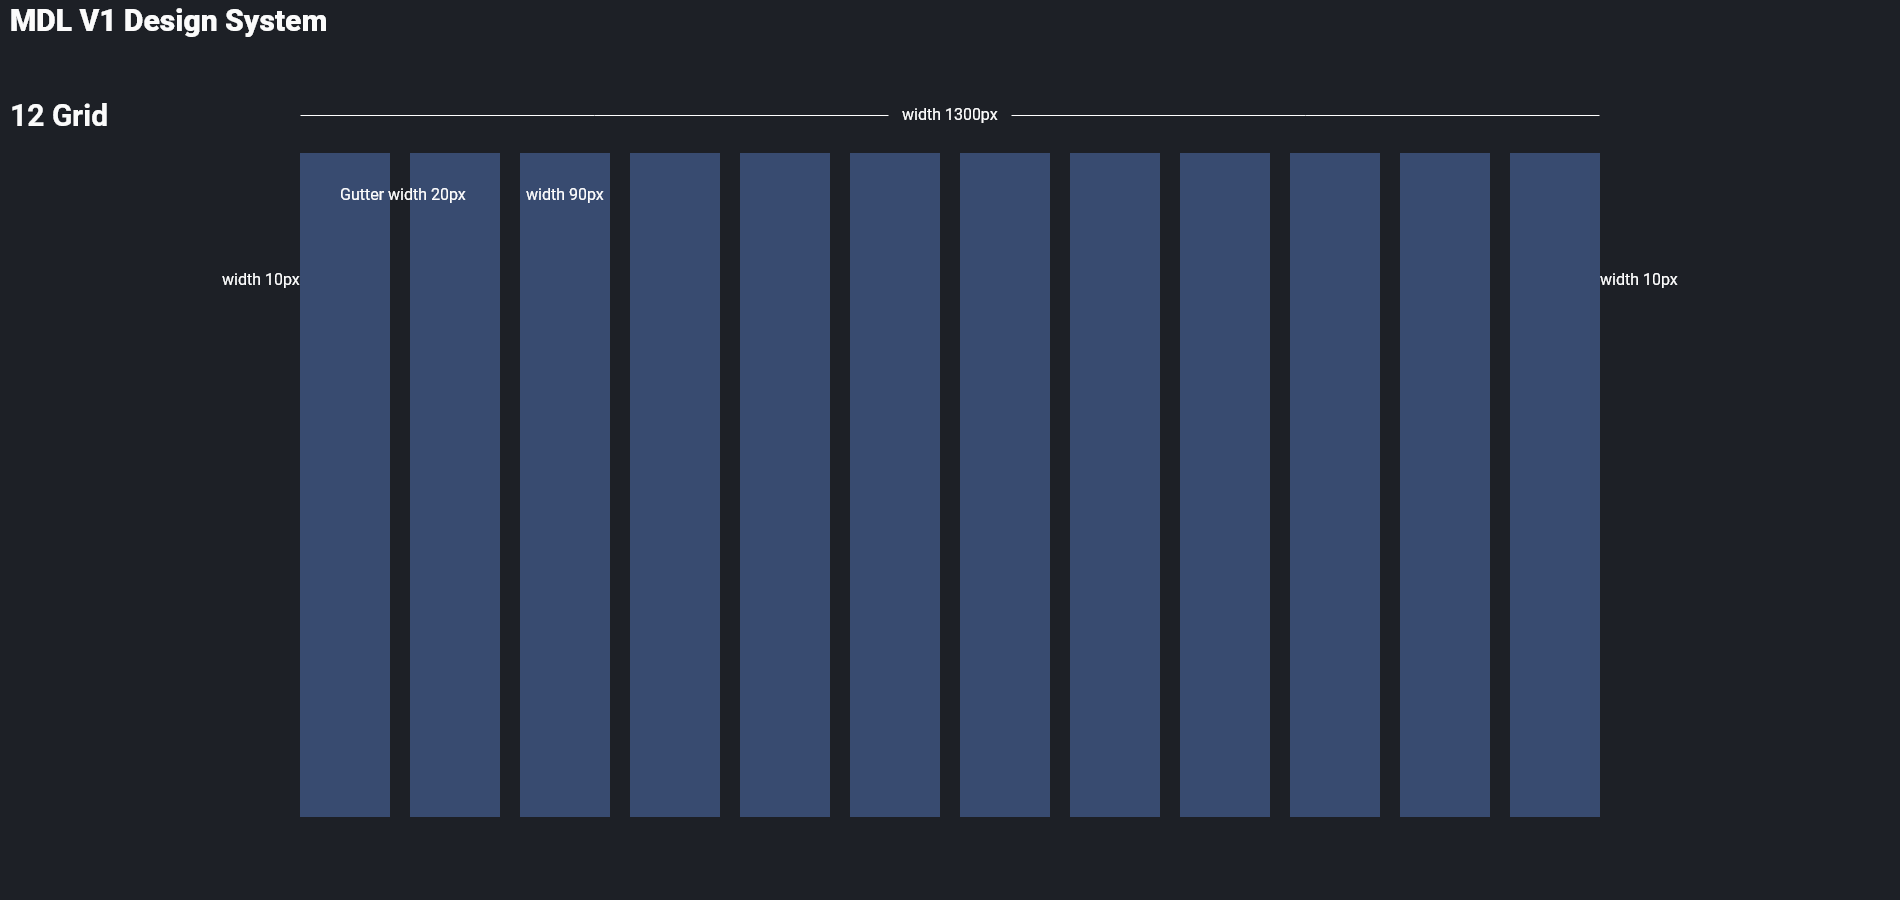 MDL V1 Design System
12 Grid
width 1300px
Gutter width 20px
width 90px
width 10px
width 10px